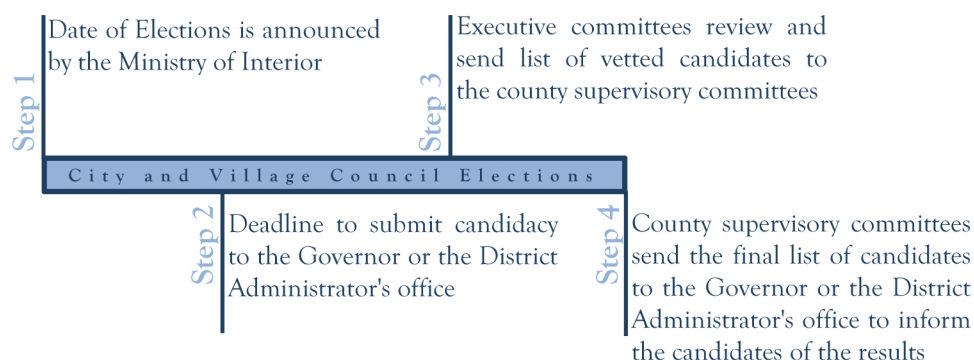 Step 1
Date of Elections is announced
by the Ministry of Interior
Step 3
Executive committees review and
send list of vetted candidates to
the county supervisory committees
City and Village Council Elections
Step 2
Deadline to submit candidacy
to the Governor or the District
Administrator's office
Step 4
County supervisory committees
send the final list of candidates
to the Governor or the District
Administrator's office to inform
the candidates of the results